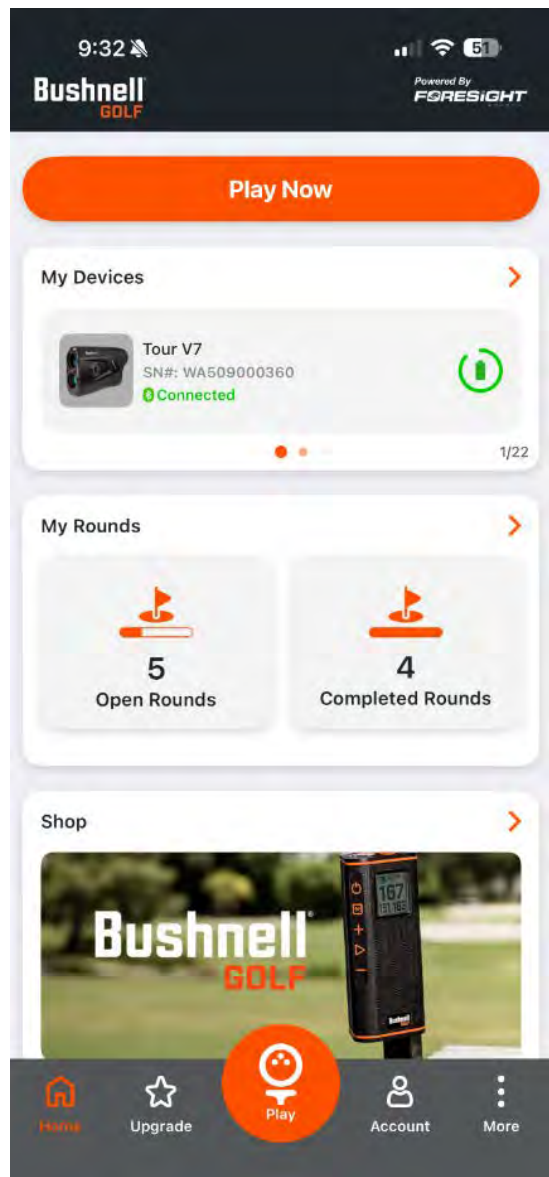 9:32
51
Bushnell
GOLF
Powered By
FORESIGHT
Play Now
My Devices
Tour V7
SN#: WA509000360
Connected
1/22
My Rounds
5
Open Rounds
4
Completed Rounds
Shop
Bushnell
GOLF
167
Bushnell
Home
Upgrade
Play
Account
More